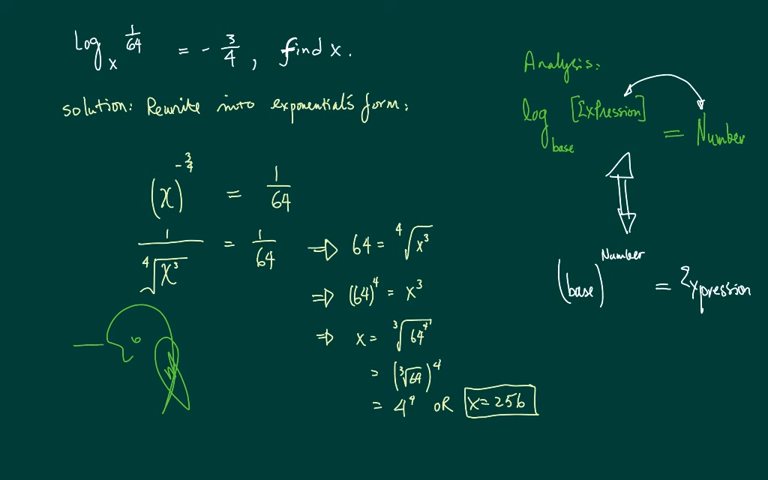 Log_x 1/64 = - 3/4 , find x.
solution: Rewrite into exponential's form:
(x)^(-3/4) = 1/64
1/⁴√x³ = 1/64 ⇒ 64 = ⁴√x³
⇒ (64)⁴ = x³
⇒ x = ³√64⁴
= (³√64)⁴
= 4⁴ OR x = 256
Analysis:
log_base [Expression] = Number
(base)^Number = Expression